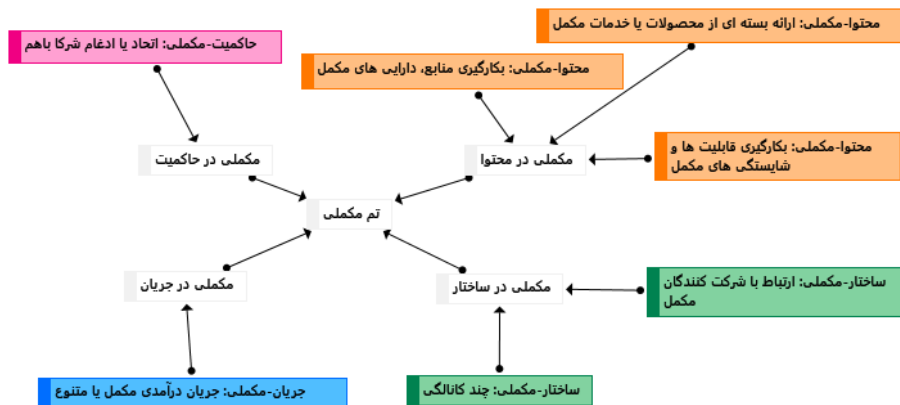 محتوا-مکملی: ارائه بسته ای از محصولات یا خدمات مکمل
حاکمیت-مکملی: اتحاد یا ادغام شرکا باهم
محتوا-مکملی: بکارگیری منابع، دارایی های مکمل
محتوا-مکملی: بکارگیری قابلیت ها و
شایستگی های مکمل
مکملی در محتوا
مکملی در حاکمیت
تم مکملی
مکملی در ساختار
مکملی در جریان
ساختار-مکملی: ارتباط با شرکت کنندگان
مکمل
ساختار-مکملی: چند کانالگی
جریان-مکملی: جریان درآمدی مکمل یا متنوع